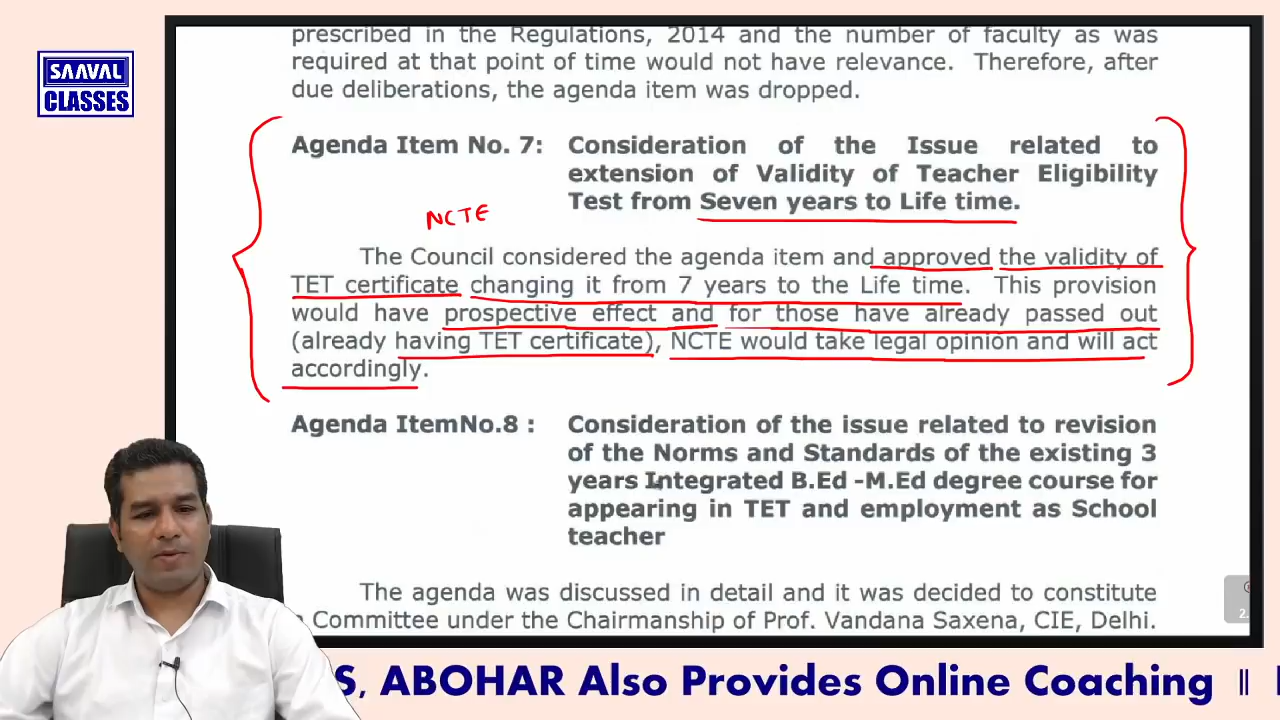 SAAVAL
CLASSES
prescribed in the Regulations, 2014 and the number of faculty as was
required at that point of time would not have relevance. Therefore, after
due deliberations, the agenda item was dropped.
Agenda Item No. 7: Consideration of the Issue related to
extension of Validity of Teacher Eligibility
Test from Seven years to Life time.
NCTE
The Council considered the agenda item and approved the validity of
TET certificate changing it from 7 years to the Life time. This provision
would have prospective effect and for those have already passed out
(already having TET certificate), NCTE would take legal opinion and will act
accordingly.
Agenda ItemNo.8 : Consideration of the issue related to revision
of the Norms and Standards of the existing 3
years Integrated B.Ed -M.Ed degree course for
appearing in TET and employment as School
teacher
The agenda was discussed in detail and it was decided to constitute
Committee under the Chairmanship of Prof. Vandana Saxena, CIE, Delhi.
S, ABOHAR Also Provides Online Coaching ||